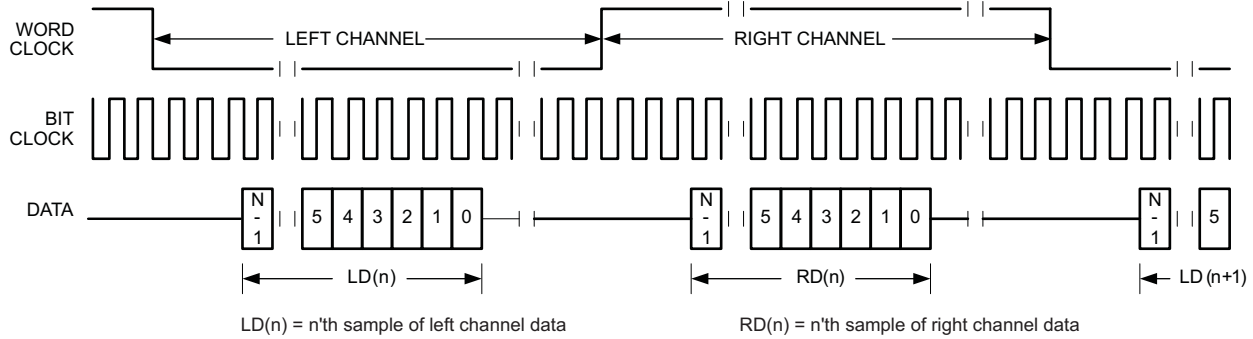 WORD
CLOCK
LEFT CHANNEL
RIGHT CHANNEL
BIT
CLOCK
DATA
N
-
1
5 4 3 2 1 0
N
-
1
5 4 3 2 1 0
N
-
1
5
LD(n)
RD(n)
LD (n+1)
LD(n) = n'th sample of left channel data
RD(n) = n'th sample of right channel data